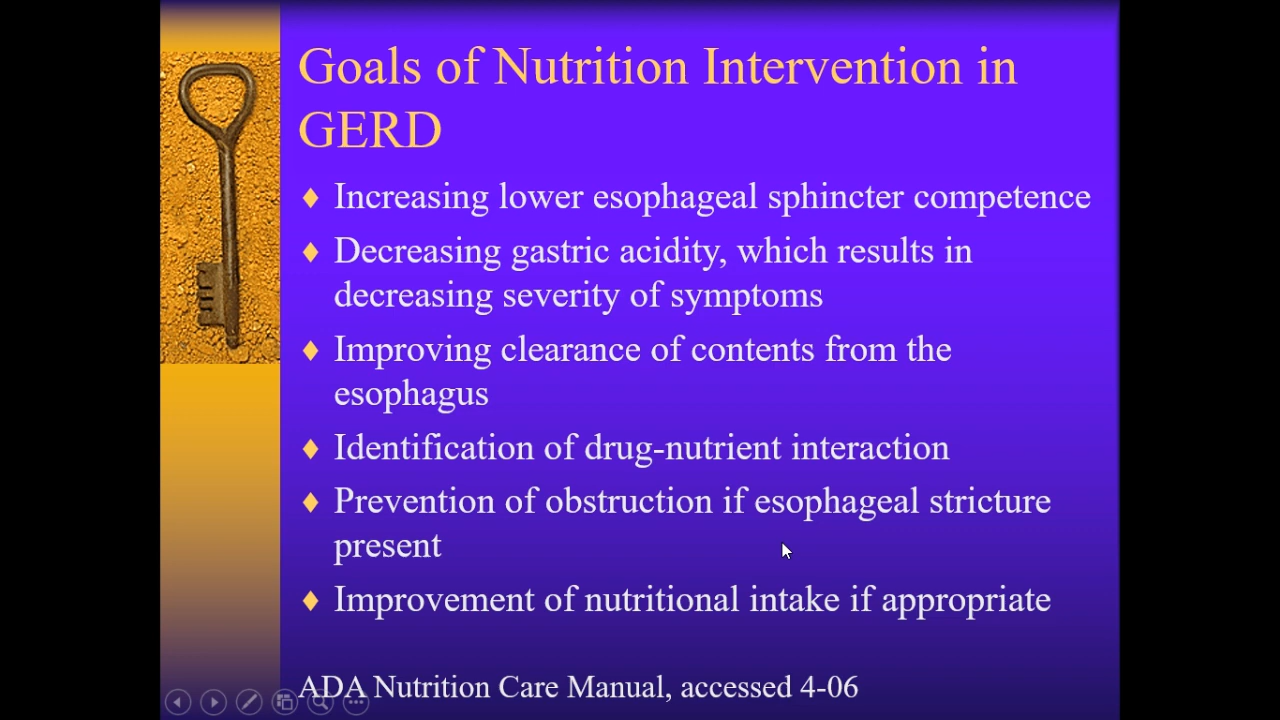 Goals of Nutrition Intervention in
GERD
Increasing lower esophageal sphincter competence
Decreasing gastric acidity, which results in
decreasing severity of symptoms
Improving clearance of contents from the
esophagus
Identification of drug-nutrient interaction
Prevention of obstruction if esophageal stricture
present
Improvement of nutritional intake if appropriate
ADA Nutrition Care Manual, accessed 4-06